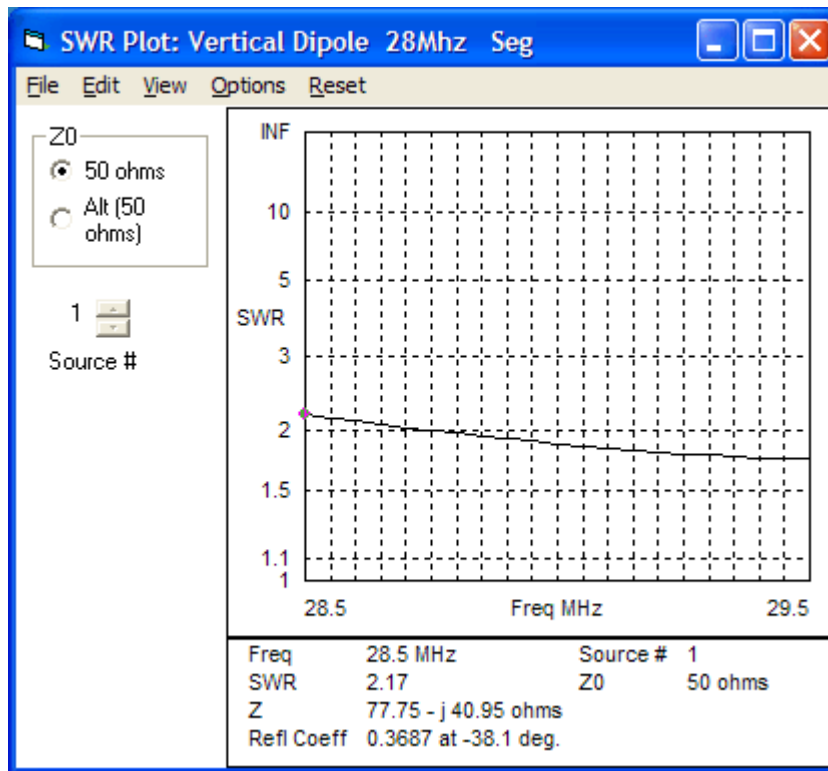 SWR Plot: Vertical Dipole 28Mhz Seg
File Edit View Options Reset
Z0
50 ohms
Alt (50
ohms)
1
Source #
INF
10
5
SWR
3
2
1.5
1.1
1
28.5 Freq MHz 29.5
Freq 28.5 MHz Source # 1
SWR 2.17 Z0 50 ohms
Z 77.75 - j 40.95 ohms
Refl Coeff 0.3687 at -38.1 deg.